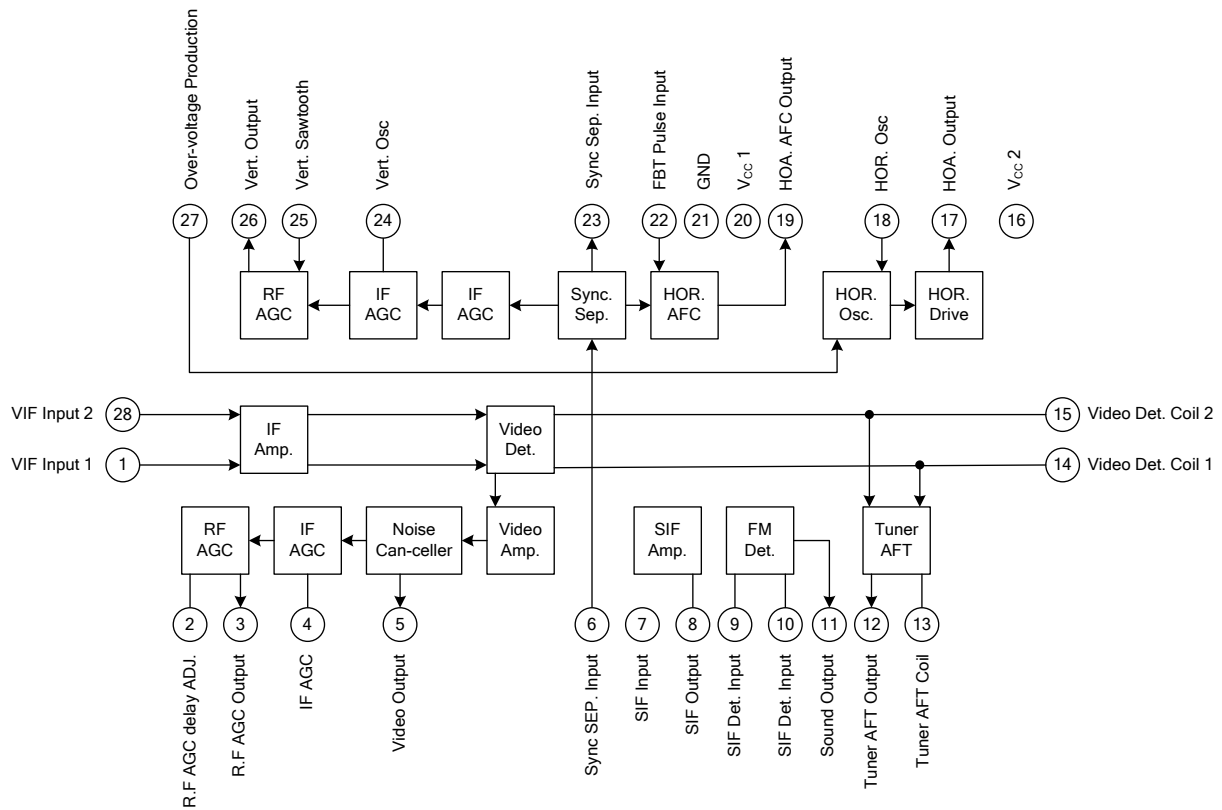 Over-voltage Production
Vert. Output
Vert. Sawtooth
Vert. Osc
Sync Sep. Input
FBT Pulse Input
GND
VCC 1
HOA. AFC Output
HOR. Osc
HOA. Output
VCC 2
27
26
25
24
23
22
21
20
19
18
17
16
RF
AGC
IF
AGC
IF
AGC
Sync.
Sep.
HOR.
AFC
HOR.
Osc.
HOR.
Drive
VIF Input 2
28
IF
Amp.
Video
Det.
15
Video Det. Coil 2
VIF Input 1
1
14
Video Det. Coil 1
RF
AGC
IF
AGC
Noise
Can-celler
Video
Amp.
SIF
Amp.
FM
Det.
Tuner
AFT
2
3
4
5
6
7
8
9
10
11
12
13
R.F AGC delay ADJ.
R.F AGC Output
IF AGC
Video Output
Sync SEP. Input
SIF Input
SIF Output
SIF Det. Input
SIF Det. Input
Sound Output
Tuner AFT Output
Tuner AFT Coil